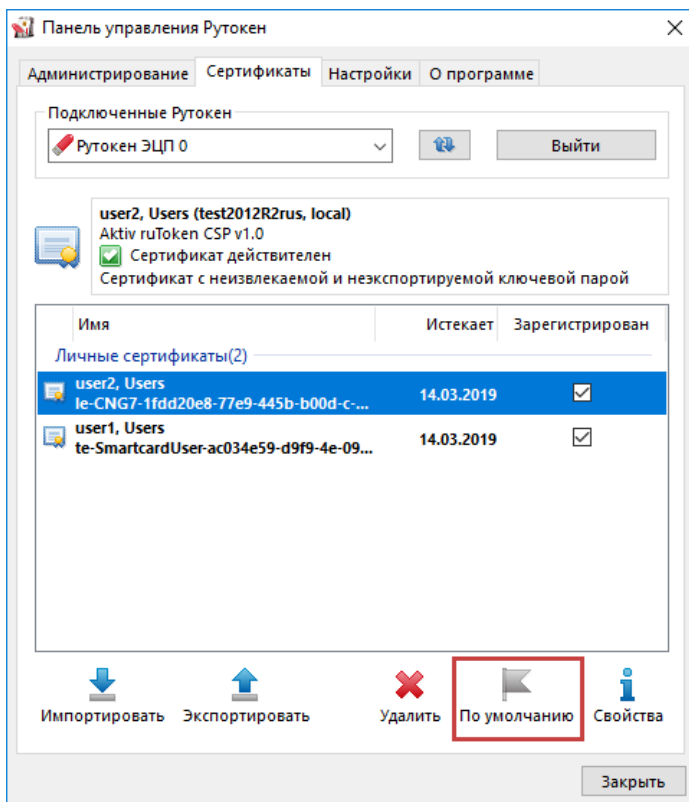 Панель управления Рутокен
Администрирование Сертификаты Настройки О программе
Подключенные Рутокен
Рутокен ЭЦП 0 Выйти
user2, Users (test2012R2rus, local)
Aktiv ruToken CSP v1.0
Сертификат действителен
Сертификат с неизвлекаемой и неэкспортируемой ключевой парой
Имя Истекает Зарегистрирован
Личные сертификаты(2)
user2, Users
le-CNG7-1fdd20e8-77e9-445b-b00d-c-... 14.03.2019
user1, Users
te-SmartcardUser-ac034e59-d9f9-4e-09... 14.03.2019
Импортировать Экспортировать Удалить По умолчанию Свойства
Закрыть